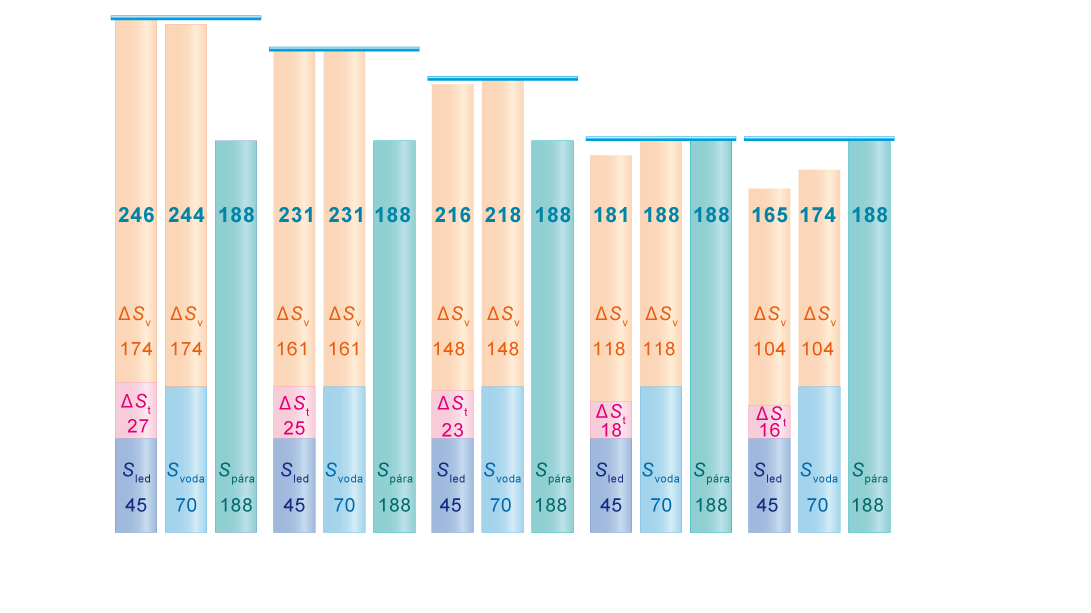 246 244 188 231 231 188 216 218 188 181 188 188 165 174 188
ΔSv ΔSv ΔSv ΔSv ΔSv ΔSv ΔSv ΔSv ΔSv ΔSv
174 174 161 161 148 148 118 118 104 104
ΔSt ΔSt ΔSt ΔSt ΔSt
27 25 23 18 16
Sled Svoda Spára Sled Svoda Spára Sled Svoda Spára Sled Svoda Spára Sled Svoda Spára
45 70 188 45 70 188 45 70 188 45 70 188 45 70 188